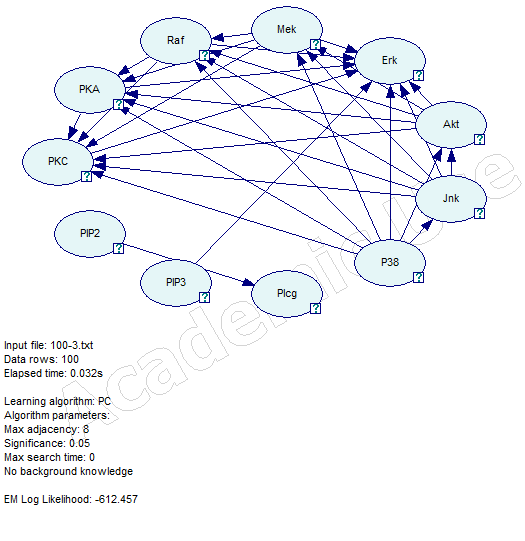 Mek
Raf
Erk
PKA
Akt
PKC
Jnk
PIP2
P38
PIP3
Plcg
? ? ? ? ? ? ? ? ? ? ?
Academic Use
Input file: 100-3.txt
Data rows: 100
Elapsed time: 0.032s
Learning algorithm: PC
Algorithm parameters:
Max adjacency: 8
Significance: 0.05
Max search time: 0
No background knowledge
EM Log Likelihood: -612.457